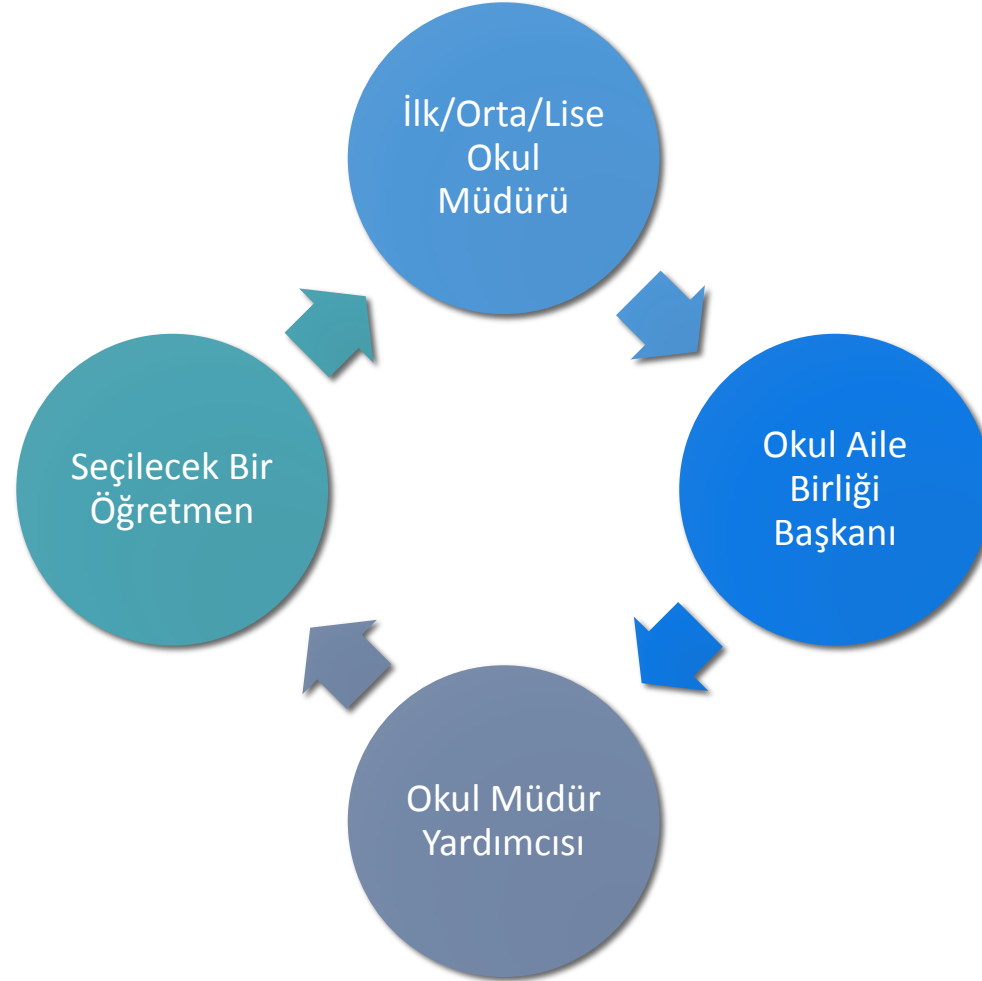 İlk/Orta/Lise
Okul
Müdürü
Okul Aile
Birliği
Başkanı
Okul Müdür
Yardımcısı
Seçilecek Bir
Öğretmen